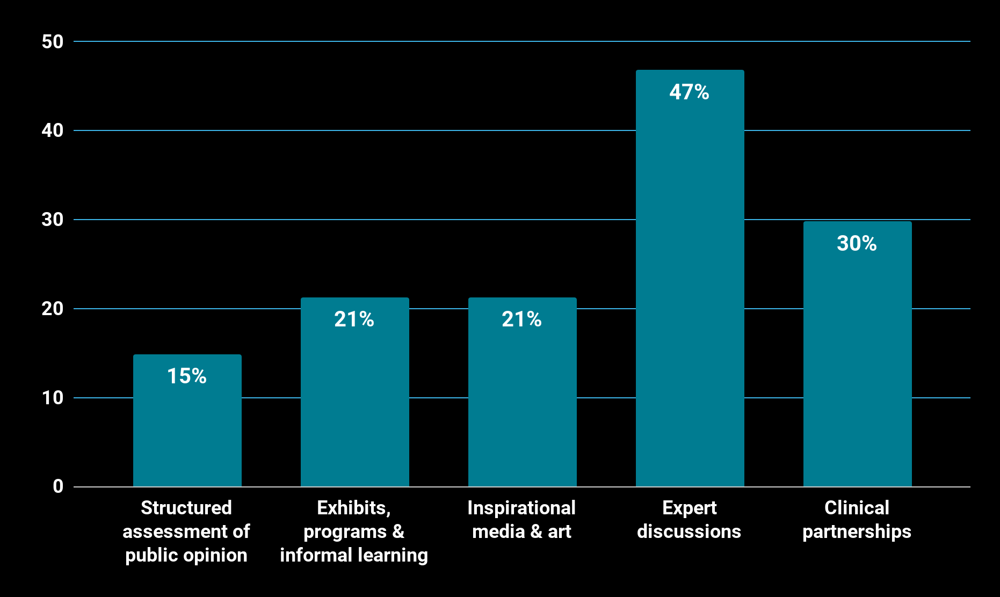 50
40
30
20
10
0
47%
30%
21%
21%
15%
Structured
assessment of
public opinion
Exhibits,
programs &
informal learning
Inspirational
media & art
Expert
discussions
Clinical
partnerships